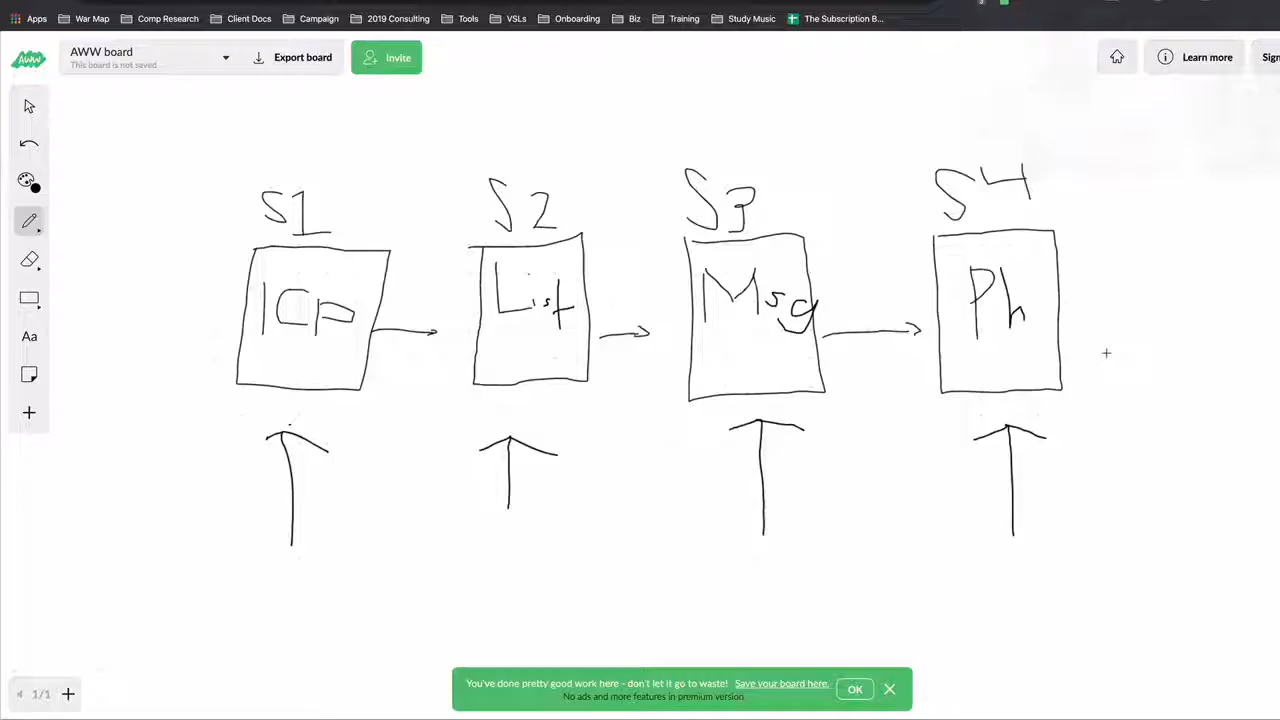 Apps War Map Comp Research Client Docs Campaign 2019 Consulting Tools VSLs Onboarding Biz Training Study Music The Subscription B...
AWW
AWW board
This board is not saved
Export board
Invite
Learn more
Sign
S1
S2
S3
S4
ICP
List
Msg
Ph
Aa
1/1
You've done pretty good work here - don't let it go to waste! Save your board here.
No ads and more features in premium version
OK